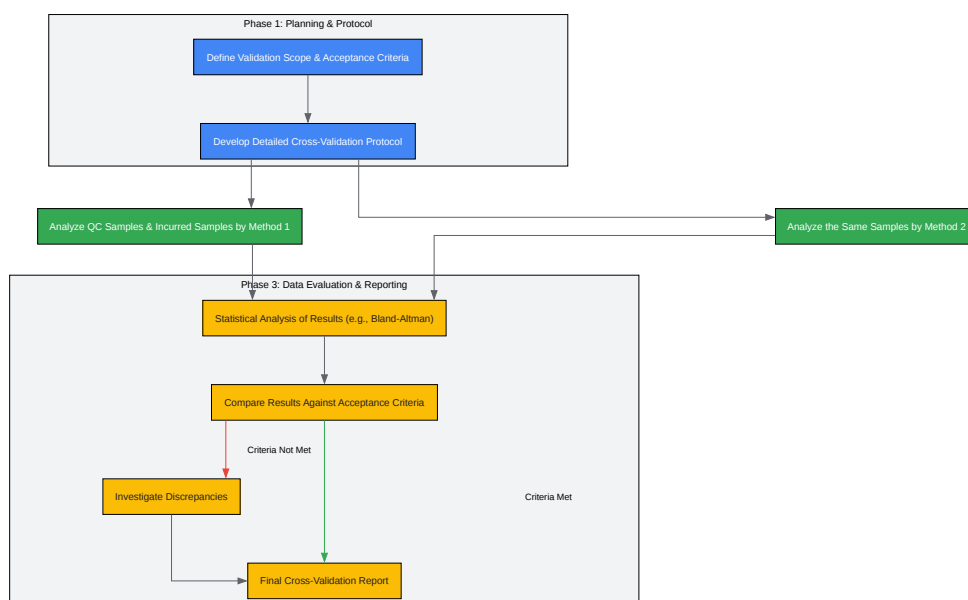 Phase 1: Planning & Protocol
Define Validation Scope & Acceptance Criteria
Develop Detailed Cross-Validation Protocol
Analyze QC Samples & Incurred Samples by Method 1
Analyze the Same Samples by Method 2
Phase 3: Data Evaluation & Reporting
Statistical Analysis of Results (e.g., Bland-Altman)
Compare Results Against Acceptance Criteria
Criteria Not Met
Investigate Discrepancies
Criteria Met
Final Cross-Validation Report